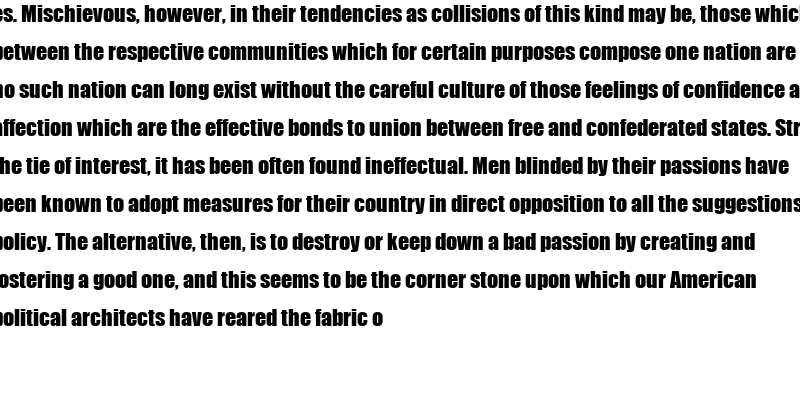 es. Mischievous, however, in their tendencies as collisions of this kind may be, those which
between the respective communities which for certain purposes compose one nation are
no such nation can long exist without the careful culture of those feelings of confidence a
affection which are the effective bonds to union between free and confederated states. Str
the tie of interest, it has been often found ineffectual. Men blinded by their passions have
been known to adopt measures for their country in direct opposition to all the suggestions
policy. The alternative, then, is to destroy or keep down a bad passion by creating and
fostering a good one, and this seems to be the corner stone upon which our American
political architects have reared the fabric o